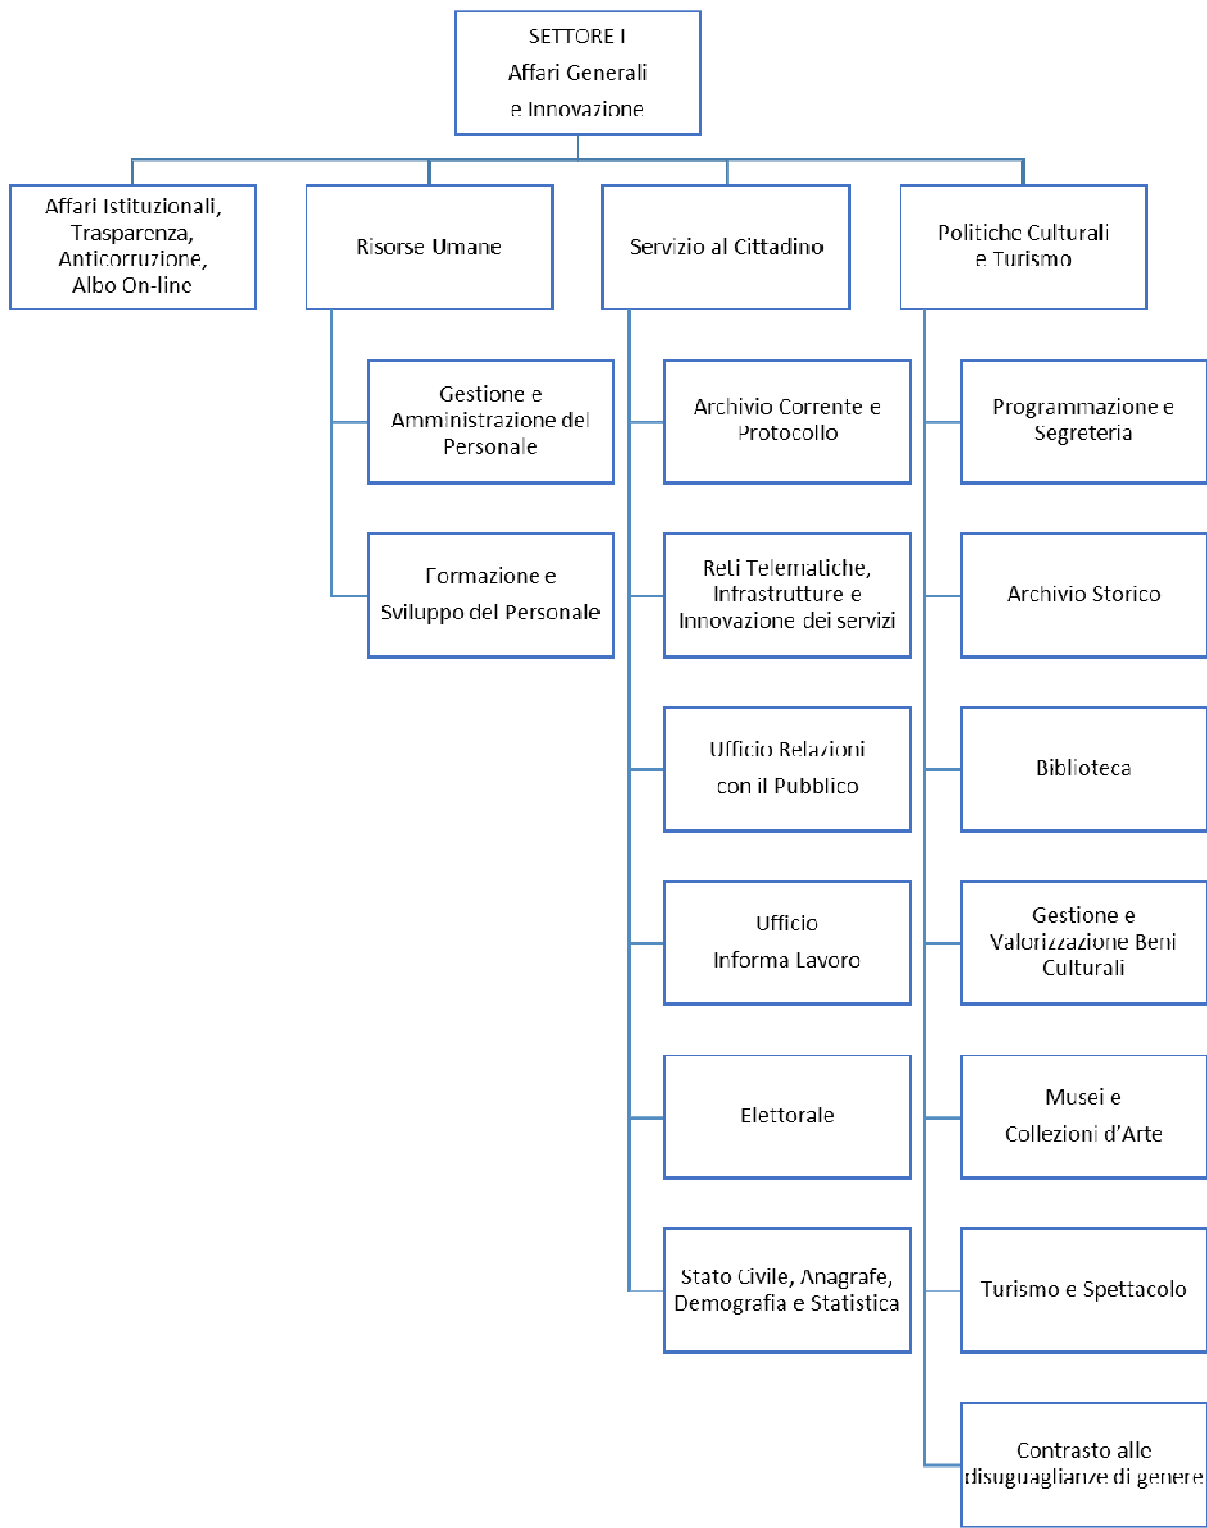 SETTORE I
Affari Generali
e Innovazione
Affari Istituzionali,
Trasparenza,
Anticorruzione,
Albo On-line
Risorse Umane
Servizio al Cittadino
Politiche Culturali
e Turismo
Gestione e
Amministrazione del
Personale
Formazione e
Sviluppo del Personale
Archivio Corrente e
Protocollo
Reti Telematiche,
Infrastrutture e
Innovazione dei servizi
Ufficio Relazioni
con il Pubblico
Ufficio
Informa Lavoro
Elettorale
Stato Civile, Anagrafe,
Demografia e Statistica
Programmazione e
Segreteria
Archivio Storico
Biblioteca
Gestione e
Valorizzazione Beni
Culturali
Musei e
Collezioni d'Arte
Turismo e Spettacolo
Contrasto alle
disuguaglianze di genere